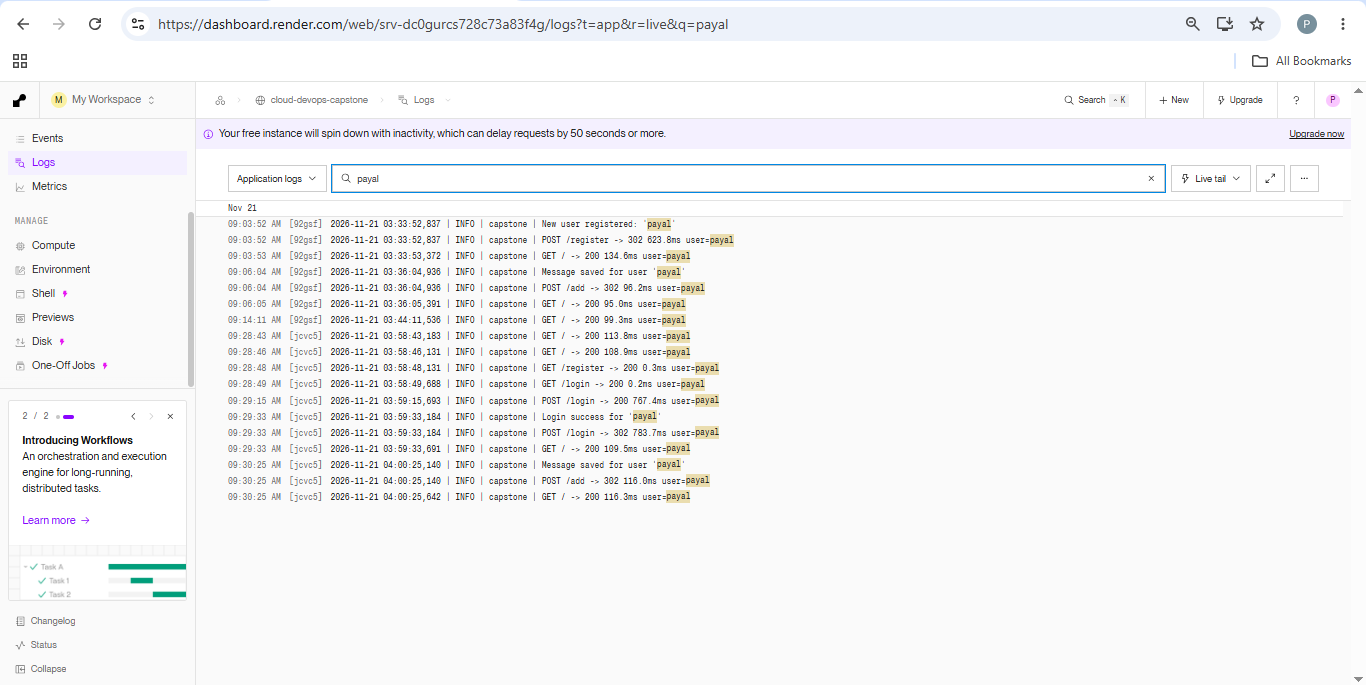 https://dashboard.render.com/web/srv-dc0gurcs728c73a83f4g/logs?t=app&r=live&q=payal
P
All Bookmarks
M My Workspace
cloud-devops-capstone
Logs
Search ^ K
+ New
Upgrade
?
P
Events
Logs
Metrics
MANAGE
Compute
Environment
Shell
Previews
Disk
One-Off Jobs
2 / 2
Introducing Workflows
An orchestration and execution
engine for long-running,
distributed tasks.
Learn more →
Task A
Task 1
Task 2
Changelog
Status
Collapse
Your free instance will spin down with inactivity, which can delay requests by 50 seconds or more.
Upgrade now
Application logs
payal
Live tail
...
Nov 21
09:03:52 AM [92gsf] 2026-11-21 03:33:52,837 | INFO | capstone | New user registered: 'payal'
09:03:52 AM [92gsf] 2026-11-21 03:33:52,837 | INFO | capstone | POST /register -> 302 623.8ms user=payal
09:03:53 AM [92gsf] 2026-11-21 03:33:53,372 | INFO | capstone | GET / -> 200 134.6ms user=payal
09:06:04 AM [92gsf] 2026-11-21 03:36:04,936 | INFO | capstone | Message saved for user 'payal'
09:06:04 AM [92gsf] 2026-11-21 03:36:04,936 | INFO | capstone | POST /add -> 302 96.2ms user=payal
09:06:05 AM [92gsf] 2026-11-21 03:36:05,391 | INFO | capstone | GET / -> 200 95.0ms user=payal
09:14:11 AM [92gsf] 2026-11-21 03:44:11,536 | INFO | capstone | GET / -> 200 99.3ms user=payal
09:28:43 AM [jcvc5] 2026-11-21 03:58:43,183 | INFO | capstone | GET / -> 200 113.8ms user=payal
09:28:46 AM [jcvc5] 2026-11-21 03:58:46,131 | INFO | capstone | GET / -> 200 108.9ms user=payal
09:28:48 AM [jcvc5] 2026-11-21 03:58:48,131 | INFO | capstone | GET /register -> 200 0.3ms user=payal
09:28:49 AM [jcvc5] 2026-11-21 03:58:49,688 | INFO | capstone | GET /login -> 200 0.2ms user=payal
09:29:15 AM [jcvc5] 2026-11-21 03:59:15,693 | INFO | capstone | POST /login -> 200 767.4ms user=payal
09:29:33 AM [jcvc5] 2026-11-21 03:59:33,184 | INFO | capstone | Login success for 'payal'
09:29:33 AM [jcvc5] 2026-11-21 03:59:33,184 | INFO | capstone | POST /login -> 302 783.7ms user=payal
09:29:33 AM [jcvc5] 2026-11-21 03:59:33,691 | INFO | capstone | GET / -> 200 109.5ms user=payal
09:30:25 AM [jcvc5] 2026-11-21 04:00:25,140 | INFO | capstone | Message saved for user 'payal'
09:30:25 AM [jcvc5] 2026-11-21 04:00:25,140 | INFO | capstone | POST /add -> 302 116.0ms user=payal
09:30:25 AM [jcvc5] 2026-11-21 04:00:25,642 | INFO | capstone | GET / -> 200 116.3ms user=payal